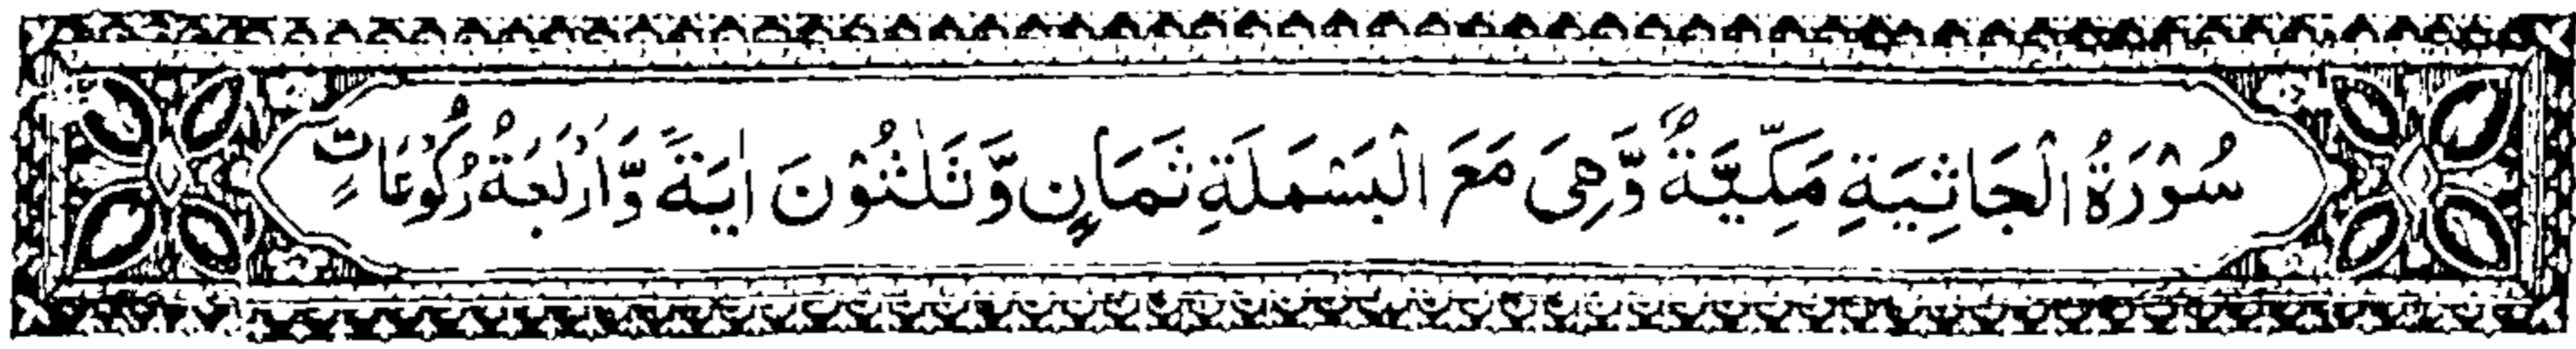 سُوْرَةُ الْجَاثِيَةِ مَكِّيَّةٌ وَّهِىَ مَعَ الْبَسْمَلَةِ ثَمَانٍ وَّثَلٰثُوْنَ اٰيَةً وَّاَرْبَعَةُ رُكُوْعَاتٍ